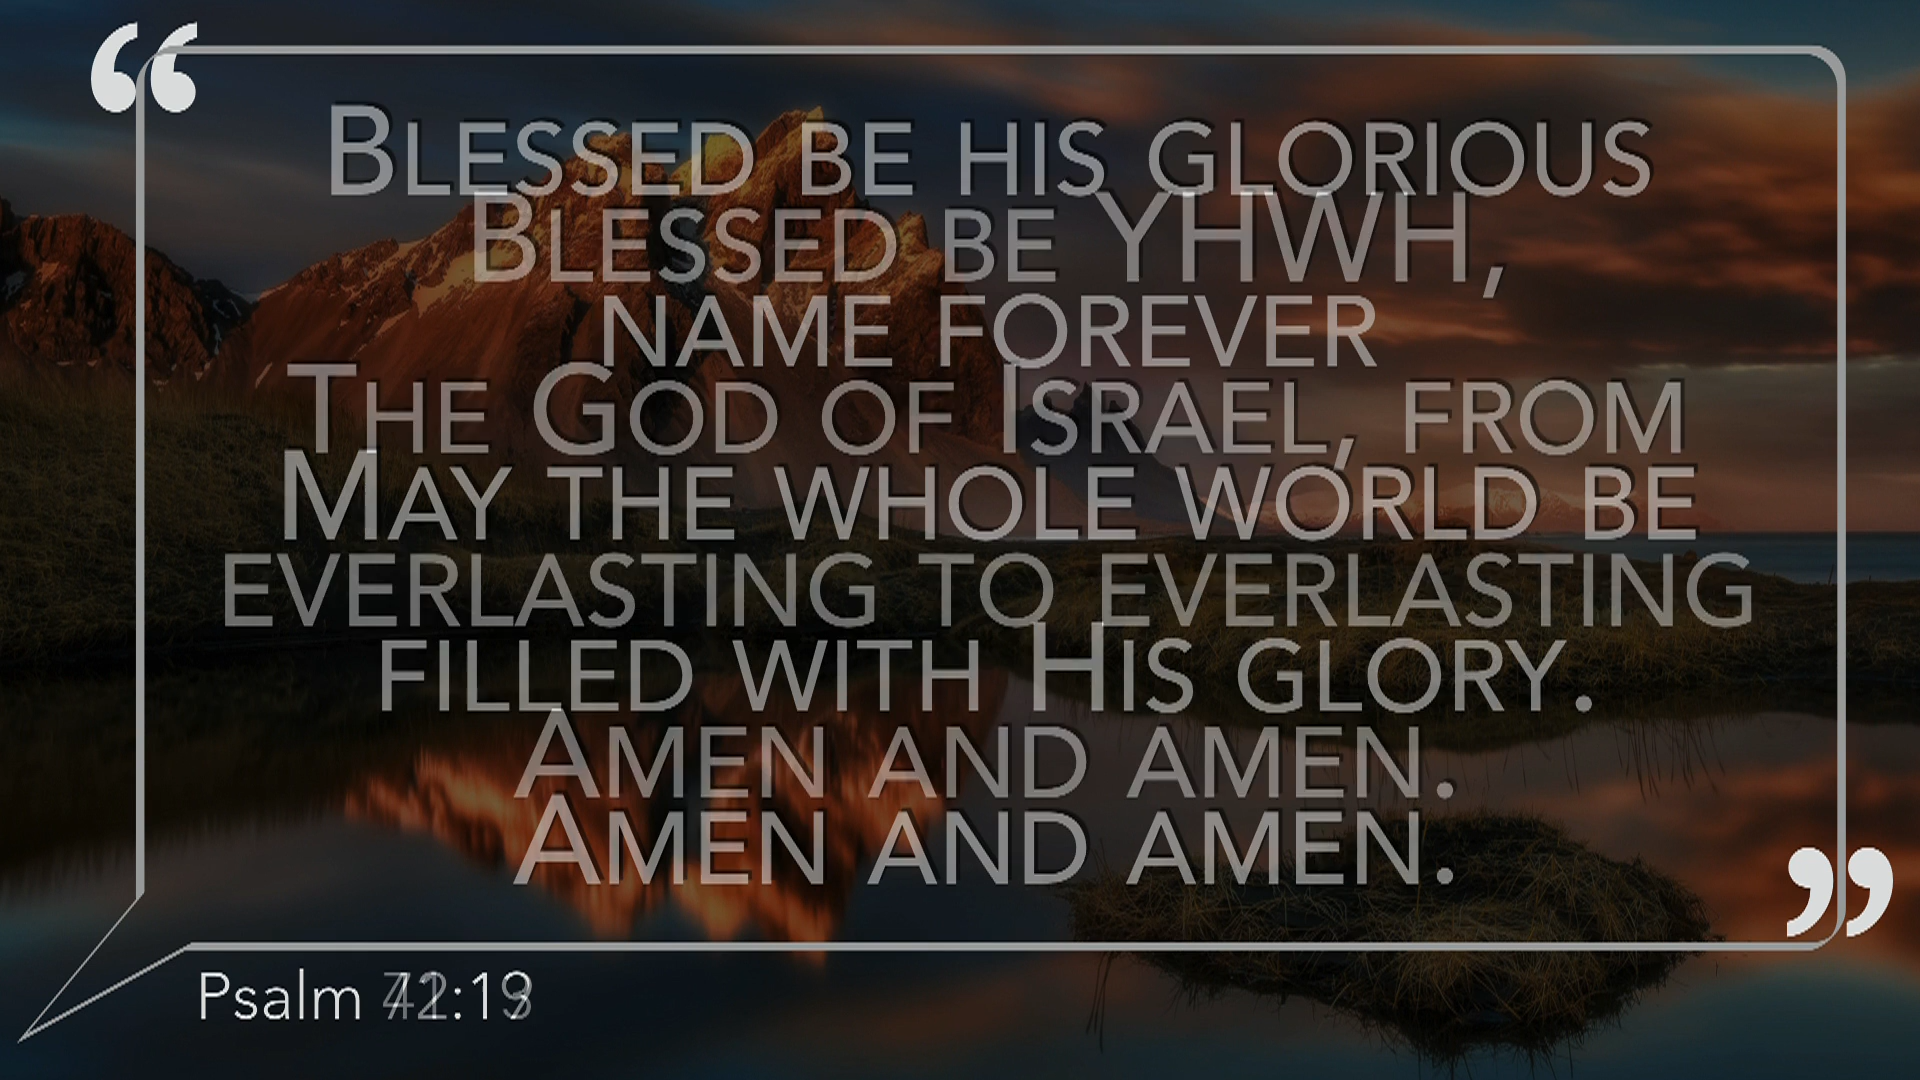 Blessed be his glorious
Blessed be YHWH,
name forever
The God of Israel, from
May the whole world be
everlasting to everlasting
filled with His glory.
Amen and amen.
Amen and amen.
Psalm